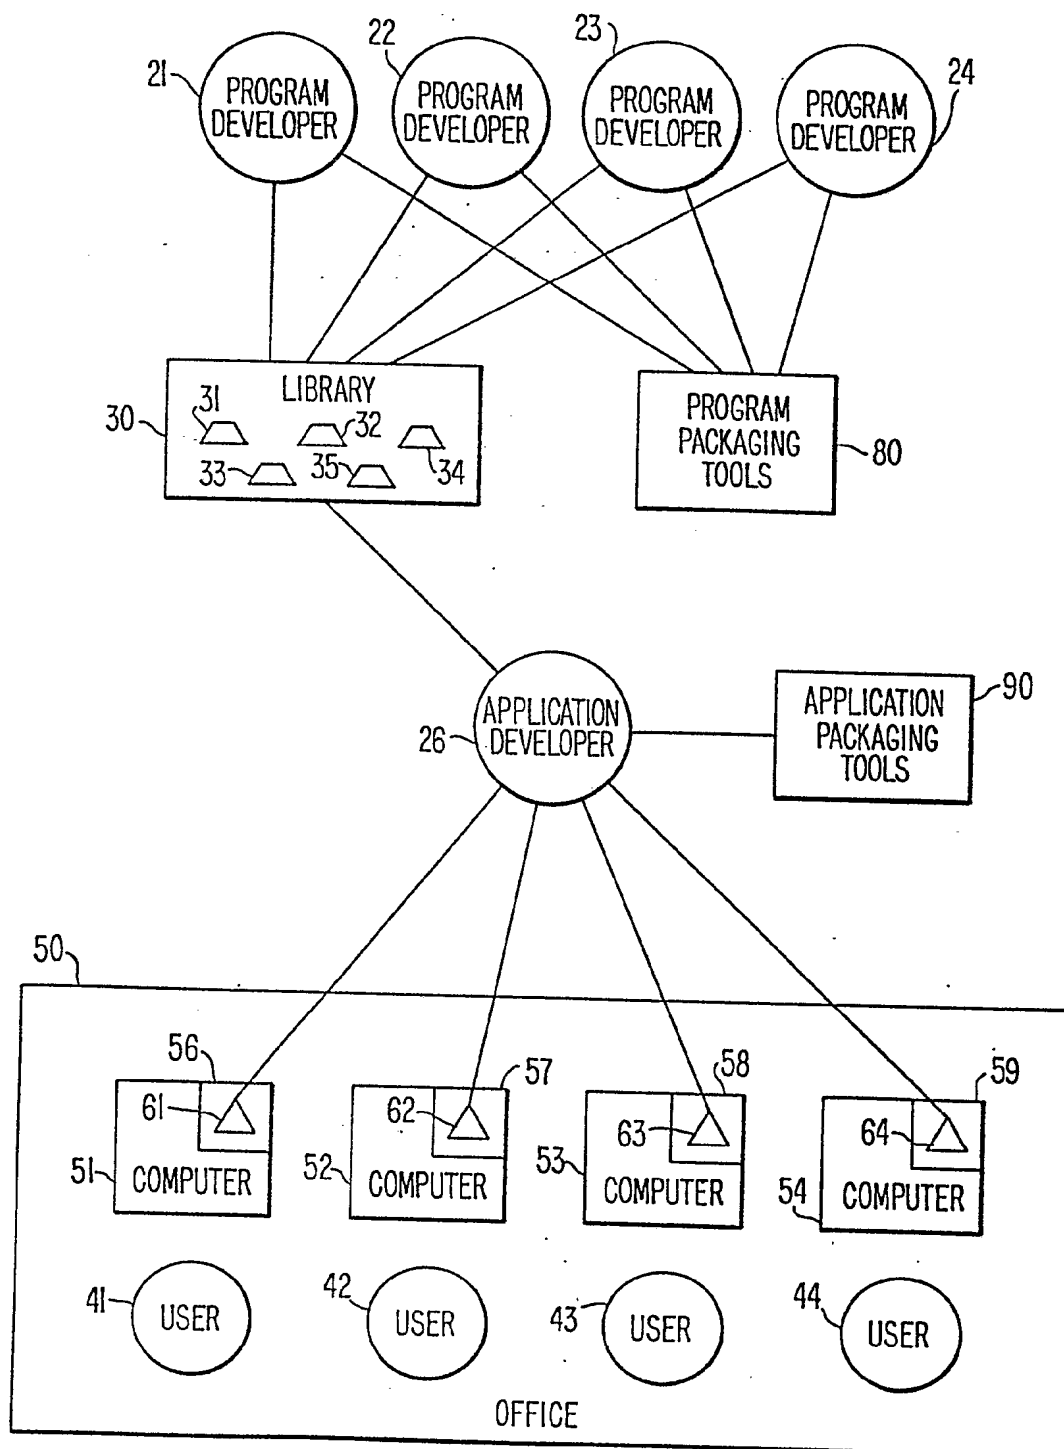 21
PROGRAM
DEVELOPER
22
PROGRAM
DEVELOPER
23
PROGRAM
DEVELOPER
24
PROGRAM
DEVELOPER
30
LIBRARY
31
32
34
33
35
PROGRAM
PACKAGING
TOOLS
80
26
APPLICATION
DEVELOPER
90
APPLICATION
PACKAGING
TOOLS
50
56
61
51
COMPUTER
57
62
52
COMPUTER
58
63
53
COMPUTER
59
64
54
COMPUTER
41
USER
42
USER
43
USER
44
USER
OFFICE